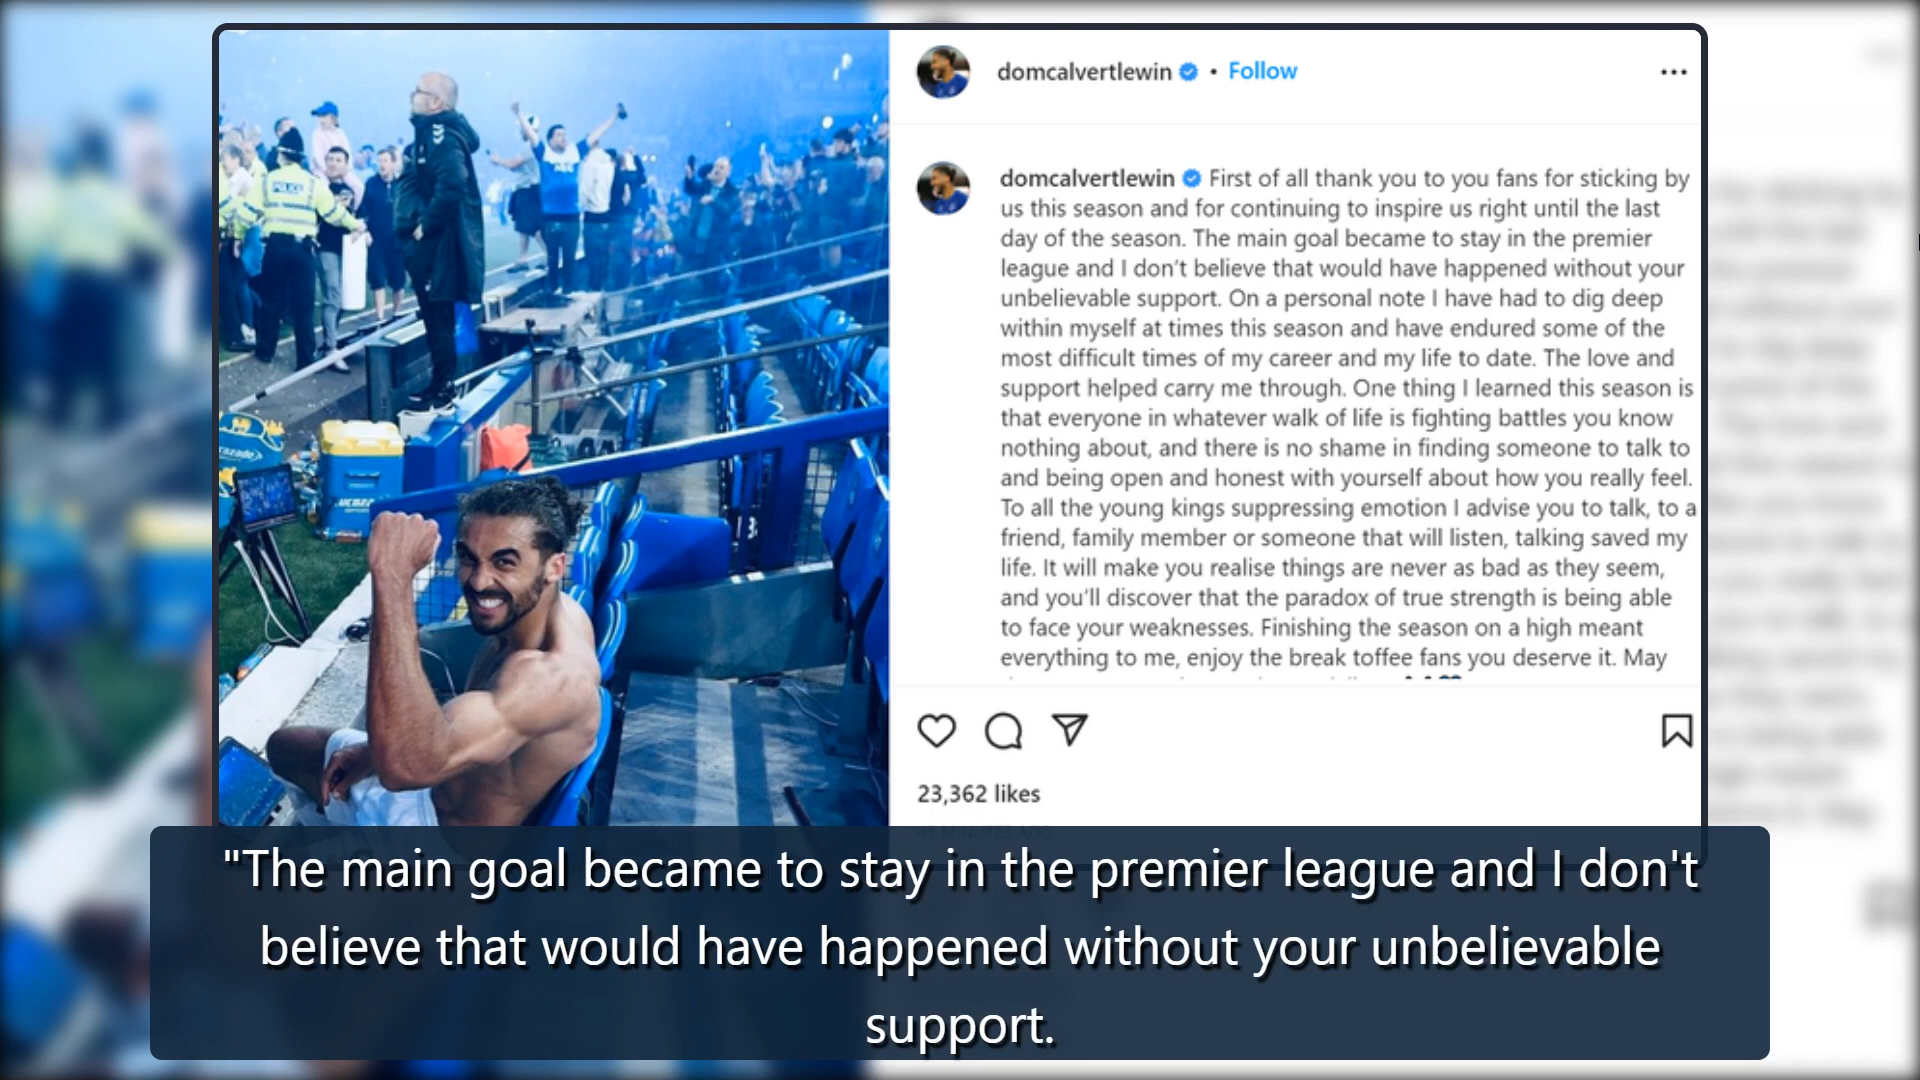 domcalvertlewin • Follow
domcalvertlewin First of all thank you to you fans for sticking by
us this season and for continuing to inspire us right until the last
day of the season. The main goal became to stay in the premier
league and I don’t believe that would have happened without your
unbelievable support. On a personal note I have had to dig deep
within myself at times this season and have endured some of the
most difficult times of my career and my life to date. The love and
support helped carry me through. One thing I learned this season is
that everyone in whatever walk of life is fighting battles you know
nothing about, and there is no shame in finding someone to talk to
and being open and honest with yourself about how you really feel.
To all the young kings suppressing emotion I advise you to talk, to a
friend, family member or someone that will listen, talking saved my
life. It will make you realise things are never as bad as they seem,
and you’ll discover that the paradox of true strength is being able
to face your weaknesses. Finishing the season on a high meant
everything to me, enjoy the break toffee fans you deserve it. May
23,362 likes
POLICE
"The main goal became to stay in the premier league and I don't
believe that would have happened without your unbelievable
support.